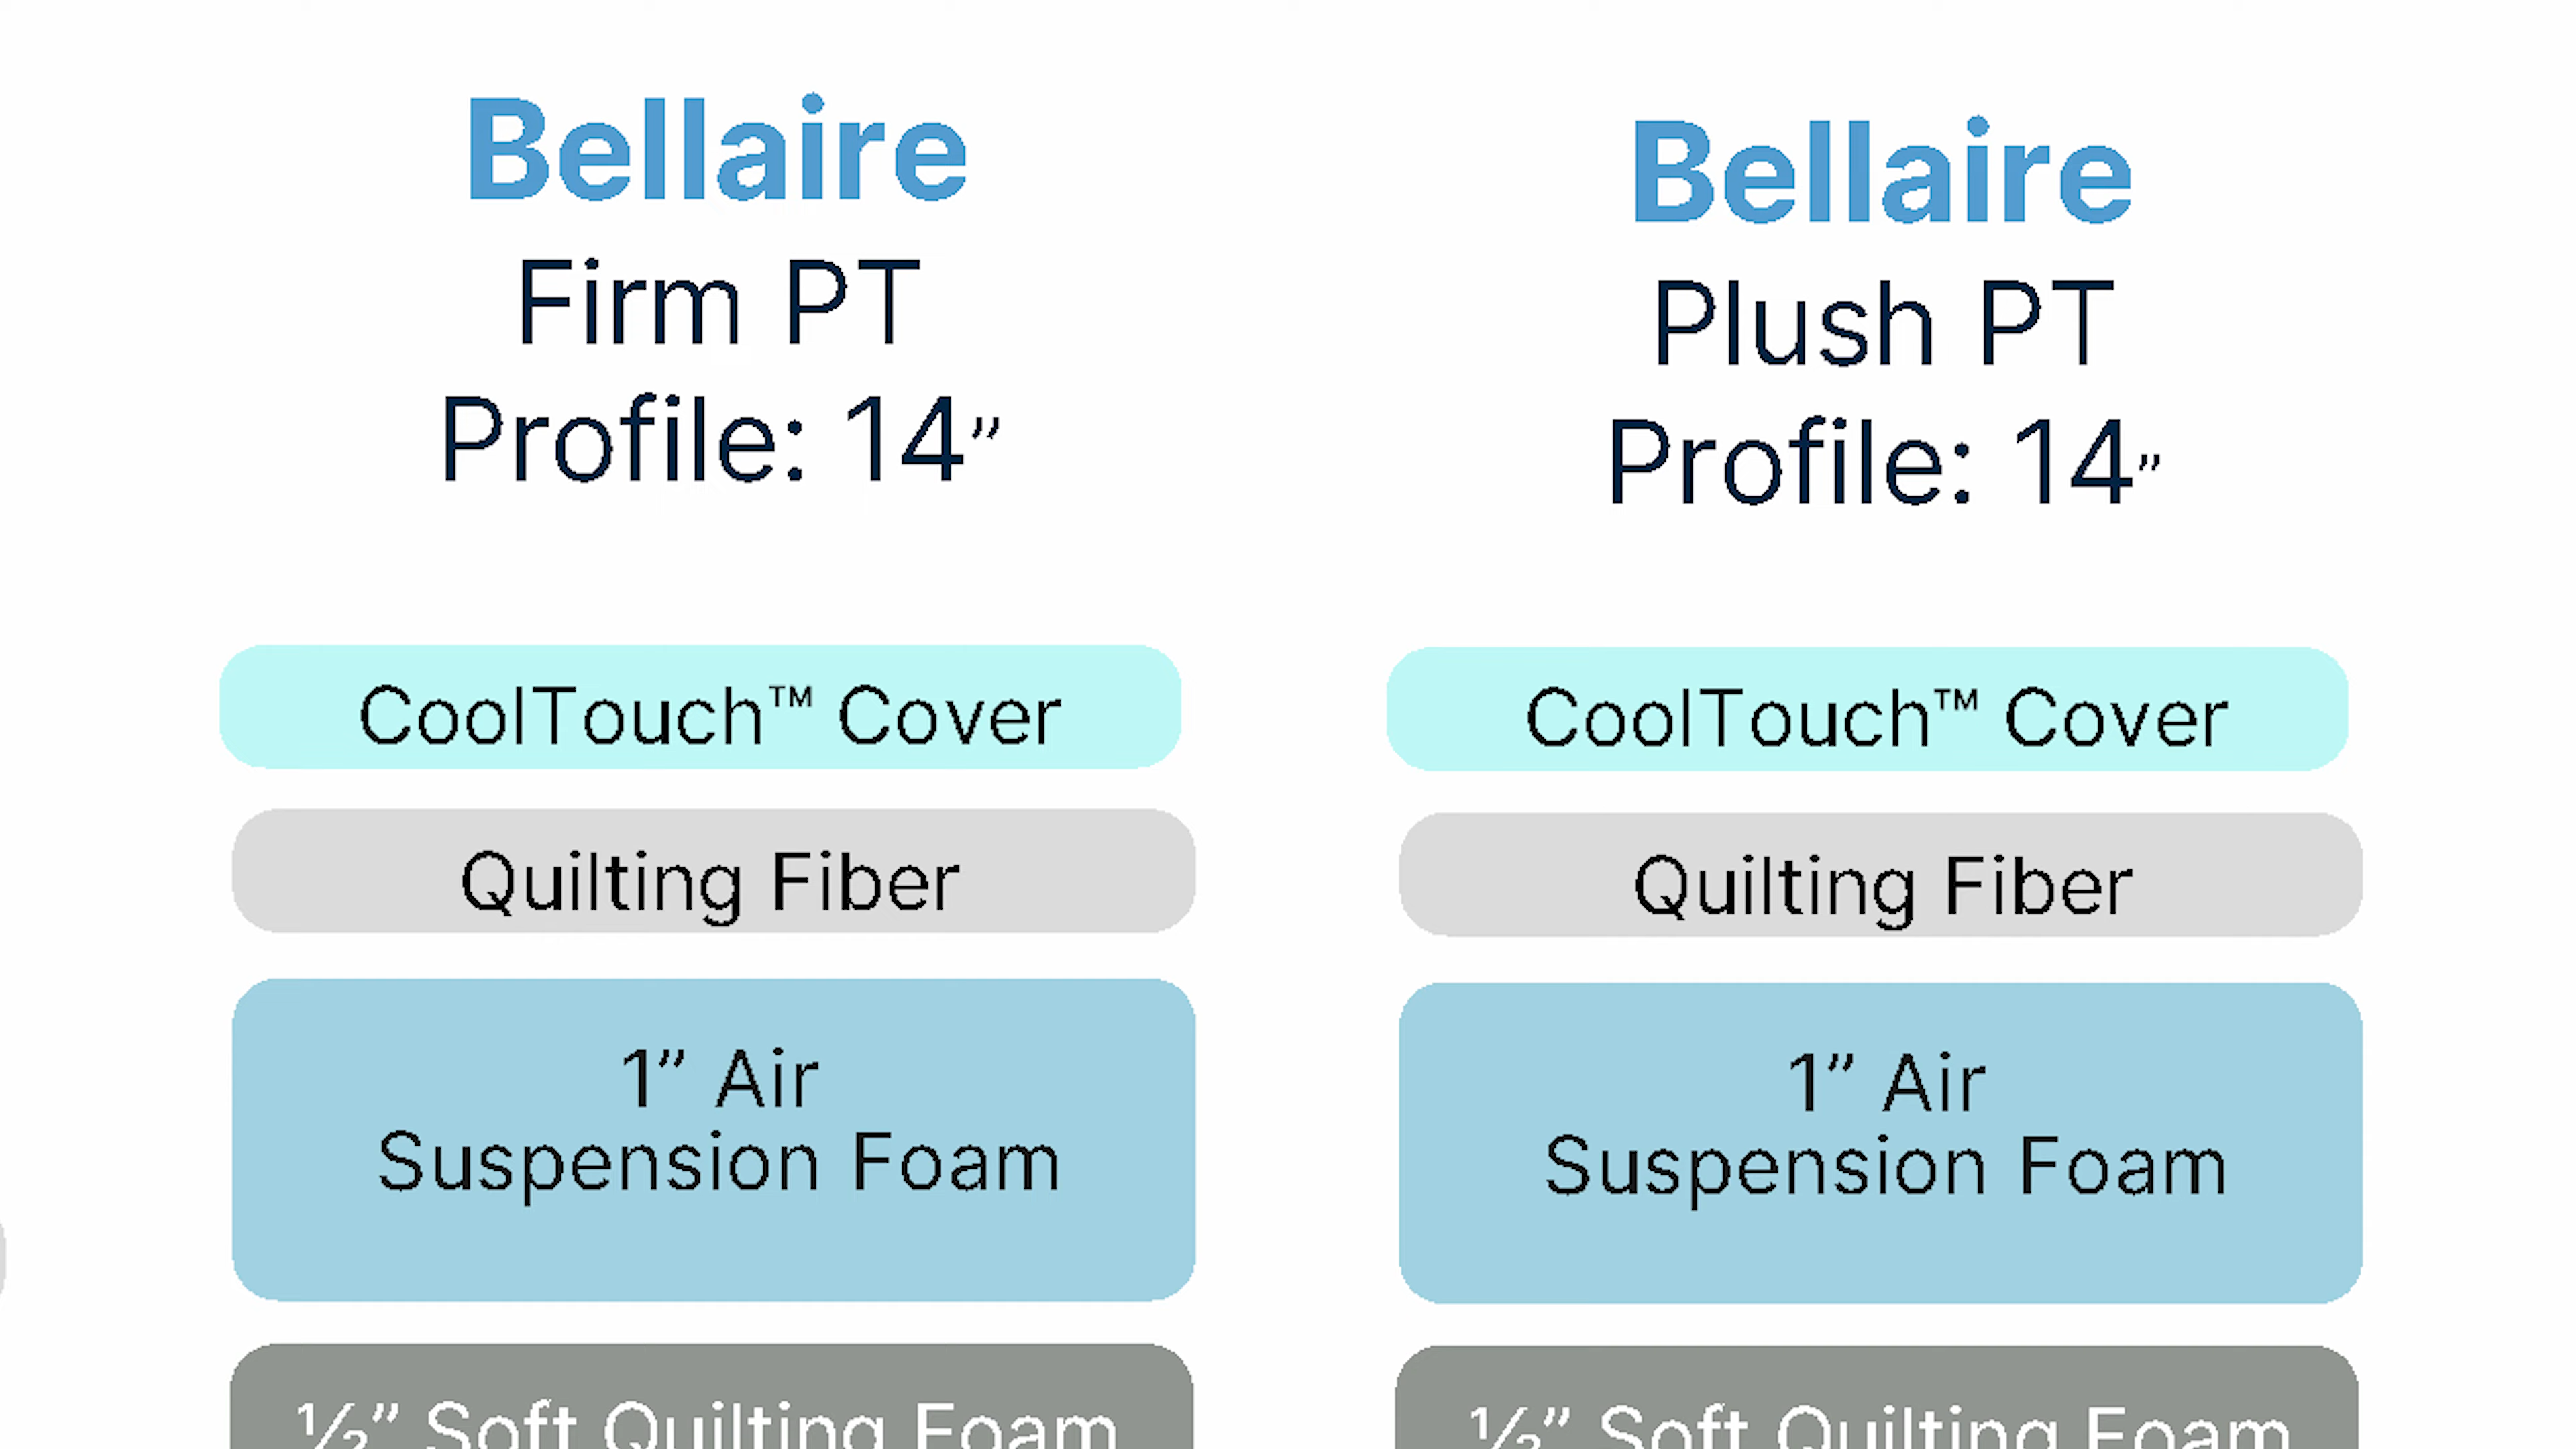 Bellaire
Firm PT
Profile: 14”
CoolTouch™ Cover
Quilting Fiber
1” Air
Suspension Foam
½” Soft Quilting Foam
Bellaire
Plush PT
Profile: 14”
CoolTouch™ Cover
Quilting Fiber
1” Air
Suspension Foam
½” Soft Quilting Foam